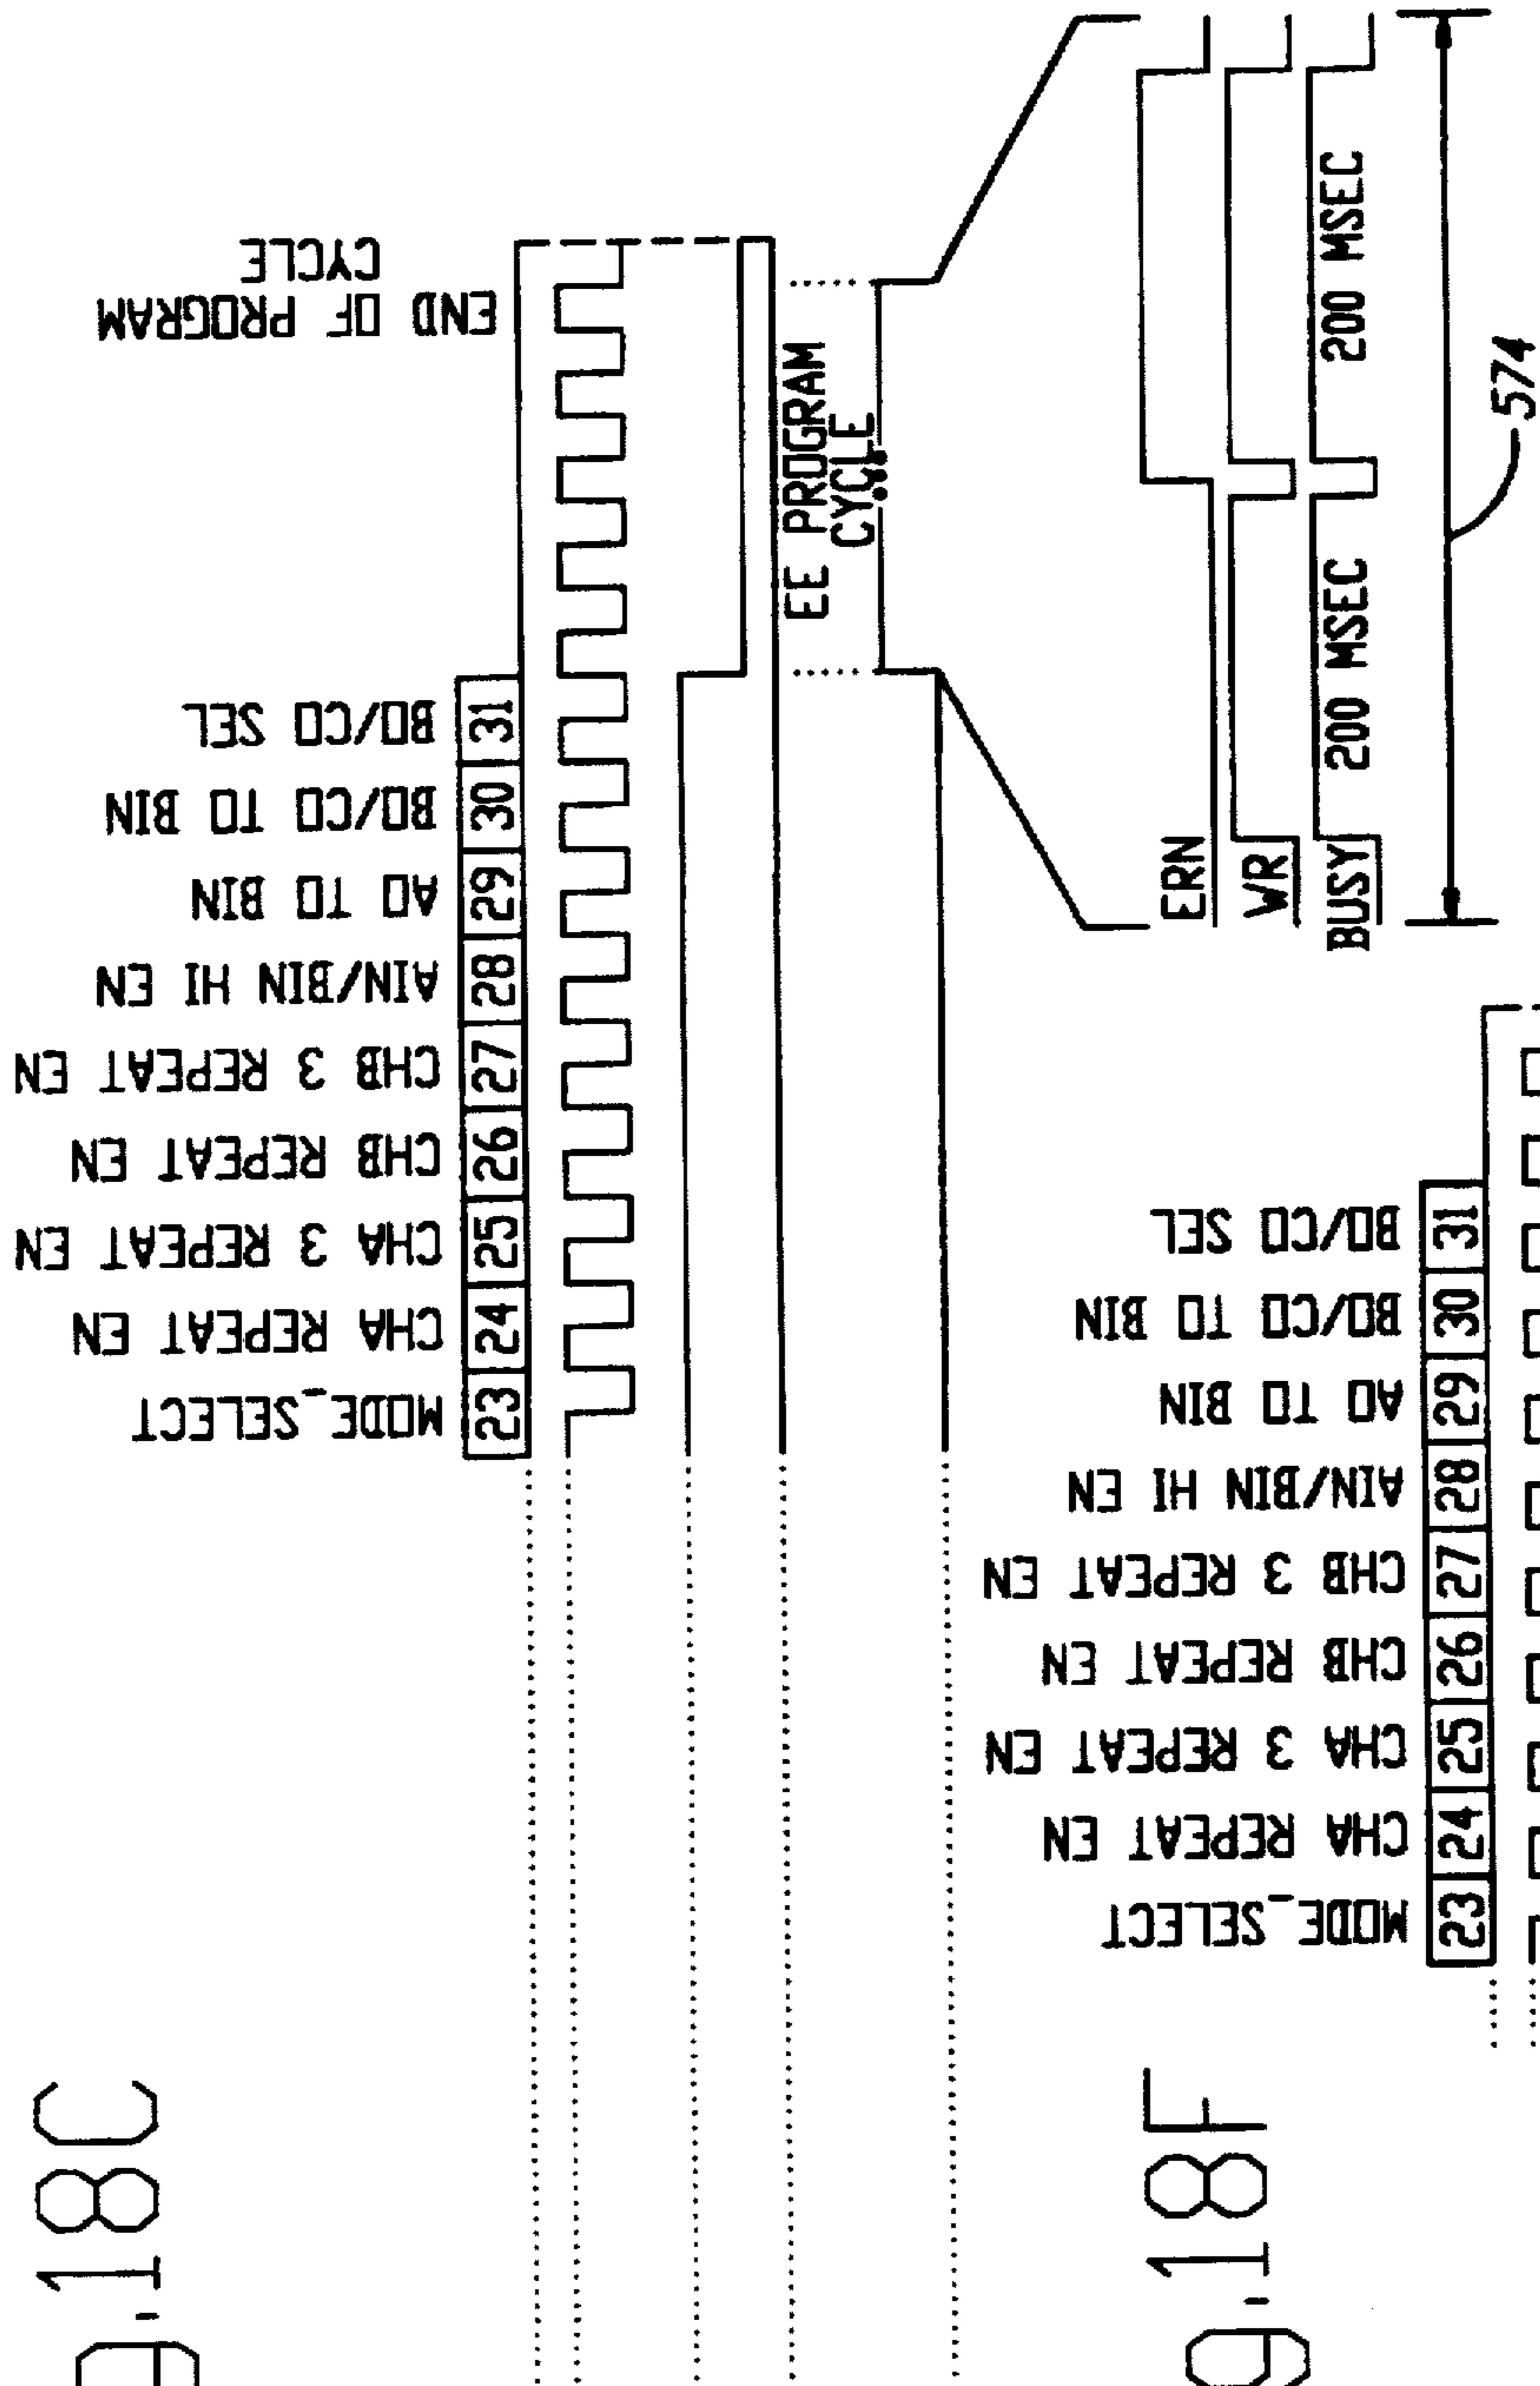 g.18C
MODE_SELECT
CHA REPEAT EN
CHA 3 REPEAT EN
CHB REPEAT EN
CHB 3 REPEAT EN
AIN/BIN HI EN
AO TO BIN
BO/CO TO BIN
BO/CO SEL
END OF PROGRAM
CYCLE
23 24 25 26 27 28 29 30 31
EE PROGRAM
CYCLE
ERN
WR
BUSY 200 MSEC 200 MSEC
574
g.18F
MODE_SELECT
CHA REPEAT EN
CHA 3 REPEAT EN
CHB REPEAT EN
CHB 3 REPEAT EN
AIN/BIN HI EN
AO TO BIN
BO/CO TO BIN
BO/CO SEL
23 24 25 26 27 28 29 30 31